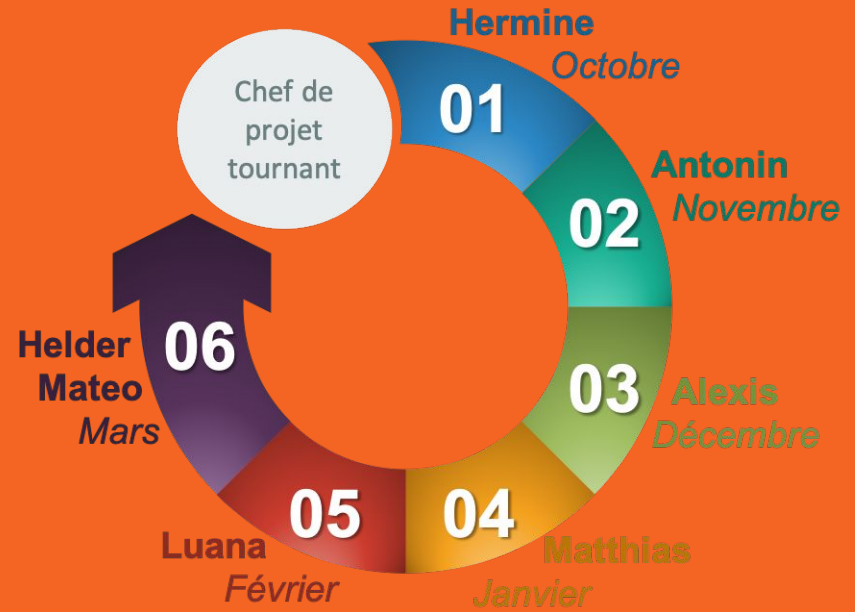 Chef de
projet
tournant
Hermine
Octobre
01
Antonin
Novembre
02
Alexis
Décembre
03
Matthias
Janvier
04
Luana
Février
05
Helder
Mateo
Mars
06